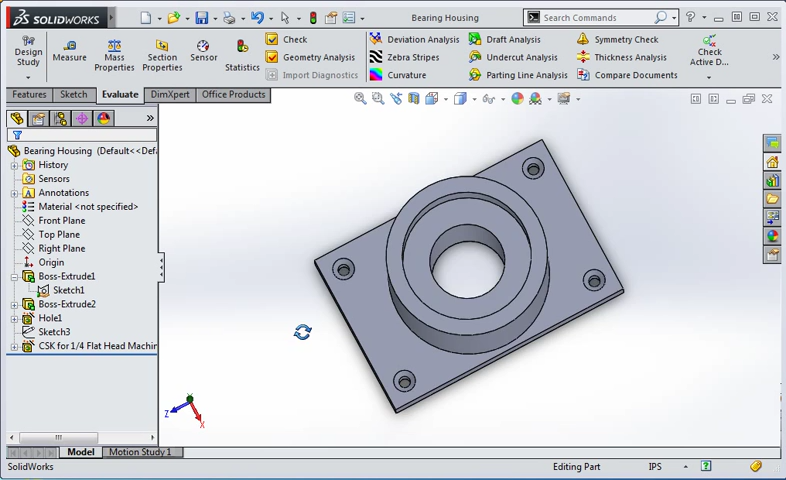 SOLIDWORKS
Bearing Housing
Search Commands
Design Study
Measure
Mass Properties
Section Properties
Sensor
Statistics
Check
Geometry Analysis
Import Diagnostics
Deviation Analysis
Zebra Stripes
Curvature
Draft Analysis
Undercut Analysis
Parting Line Analysis
Symmetry Check
Thickness Analysis
Compare Documents
Check Active D...
Features
Sketch
Evaluate
DimXpert
Office Products
Bearing Housing (Default<<Defa
History
Sensors
Annotations
Material <not specified>
Front Plane
Top Plane
Right Plane
Origin
Boss-Extrude1
Sketch1
Boss-Extrude2
Hole1
Sketch3
CSK for 1/4 Flat Head Machin
Z
X
Model
Motion Study 1
SolidWorks
Editing Part
IPS